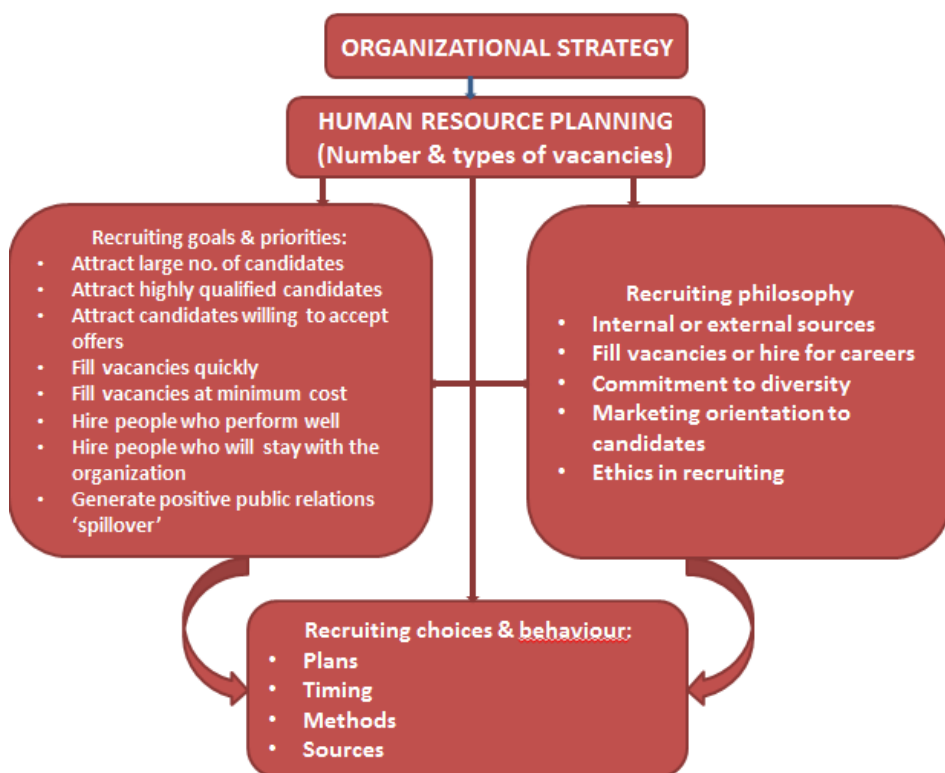 ORGANIZATIONAL STRATEGY
HUMAN RESOURCE PLANNING
(Number & types of vacancies)
Recruiting goals & priorities:
• Attract large no. of candidates
• Attract highly qualified candidates
• Attract candidates willing to accept
offers
• Fill vacancies quickly
• Fill vacancies at minimum cost
• Hire people who perform well
• Hire people who will stay with the
organization
• Generate positive public relations
‘spillover’
Recruiting philosophy
• Internal or external sources
• Fill vacancies or hire for careers
• Commitment to diversity
• Marketing orientation to
candidates
• Ethics in recruiting
Recruiting choices & behaviour:
• Plans
• Timing
• Methods
• Sources